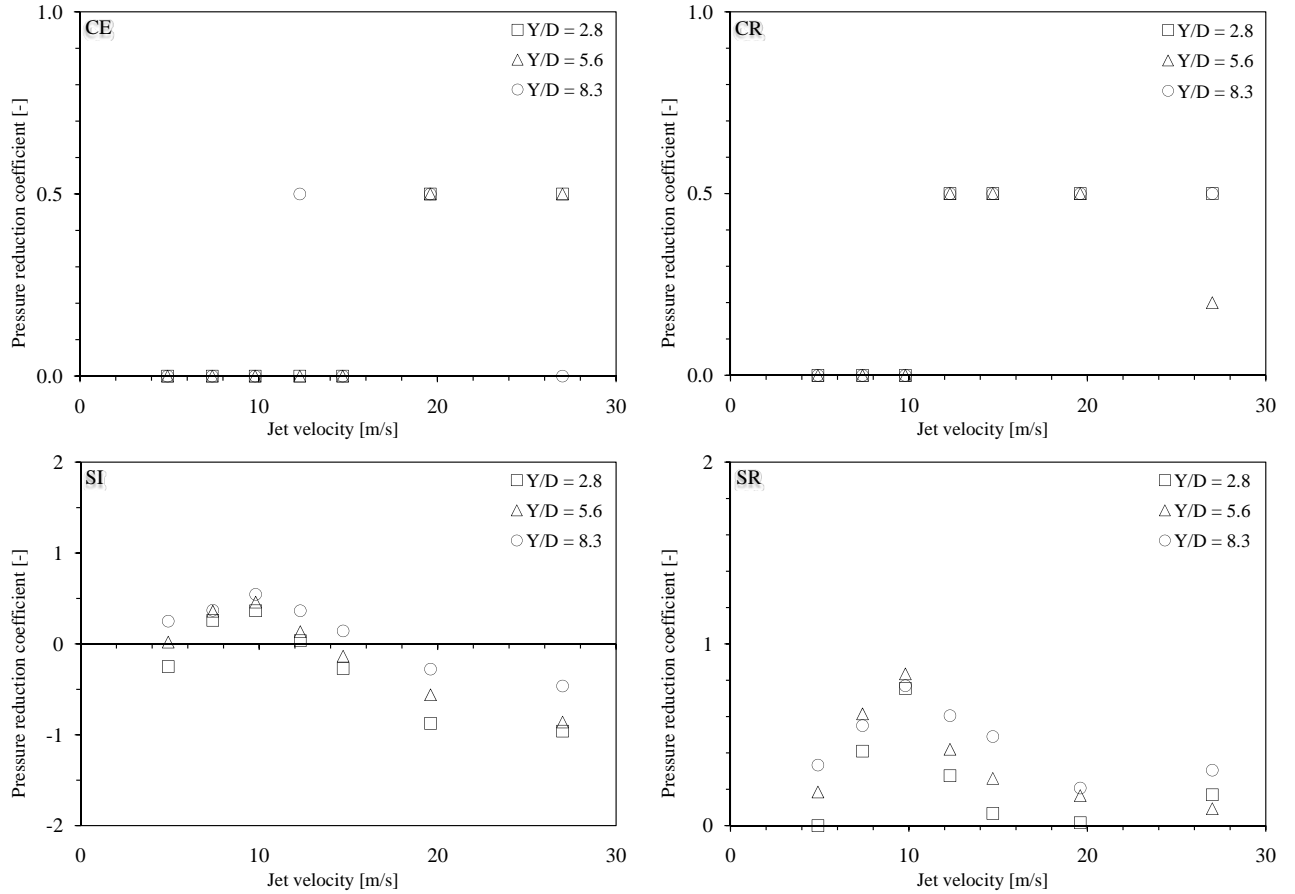 CE
Y/D = 2.8
Y/D = 5.6
Y/D = 8.3
Pressure reduction coefficient [-]
1.0
0.5
0.0
0
10
20
30
Jet velocity [m/s]
CR
Y/D = 2.8
Y/D = 5.6
Y/D = 8.3
Pressure reduction coefficient [-]
1.0
0.5
0.0
0
10
20
30
Jet velocity [m/s]
SI
Y/D = 2.8
Y/D = 5.6
Y/D = 8.3
Pressure reduction coefficient [-]
2
1
0
-1
-2
0
10
20
30
Jet velocity [m/s]
SR
Y/D = 2.8
Y/D = 5.6
Y/D = 8.3
Pressure reduction coefficient [-]
2
1
0
0
10
20
30
Jet velocity [m/s]